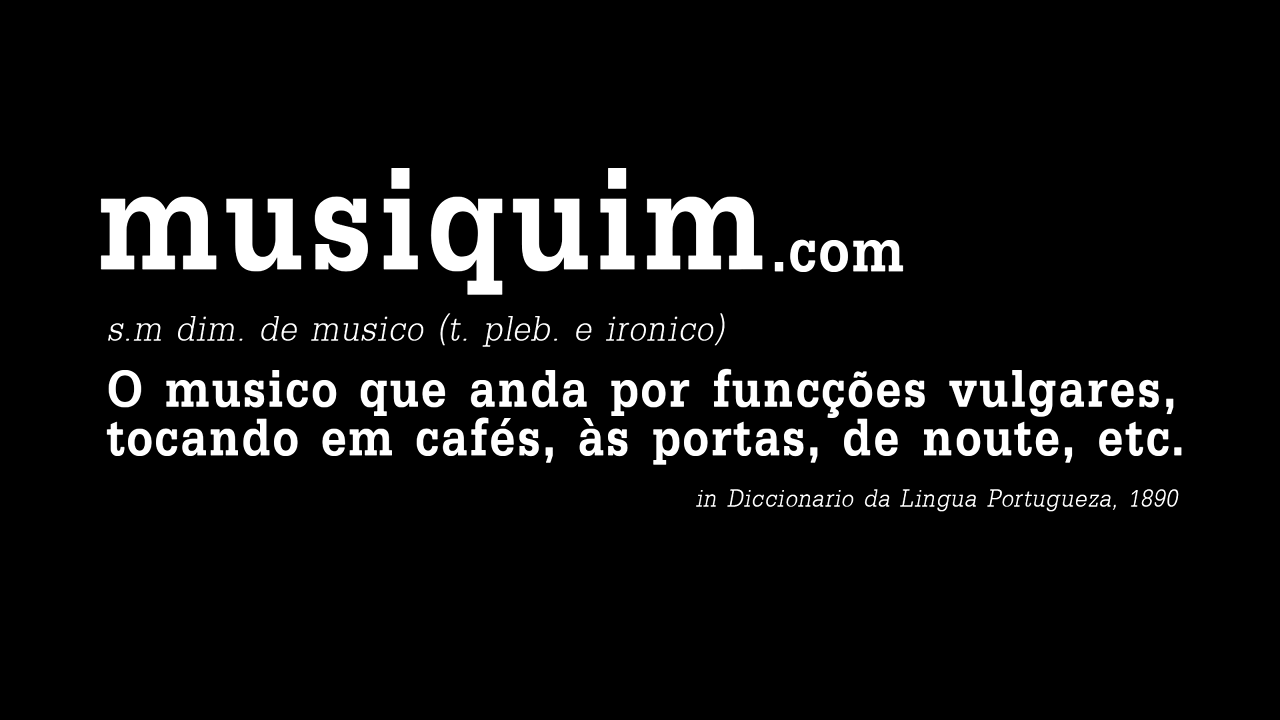 musiquim.com
s.m dim. de musico (t. pleb. e ironico)
O musico que anda por funcções vulgares,
tocando em cafés, às portas, de noute, etc.
in Diccionario da Lingua Portugueza, 1890